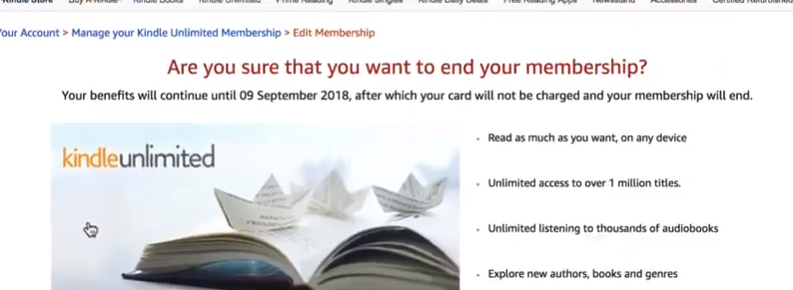 Kindle Store Buy A Kindle Kindle Books Kindle Unlimited Prime Reading Kindle Singles Kindle Daily Deals Free Reading Apps Newsstand Accessories Certified Refurbished
Your Account > Manage your Kindle Unlimited Membership > Edit Membership
Are you sure that you want to end your membership?
Your benefits will continue until 09 September 2018, after which your card will not be charged and your membership will end.
kindleunlimited
• Read as much as you want, on any device
• Unlimited access to over 1 million titles.
• Unlimited listening to thousands of audiobooks
• Explore new authors, books and genres